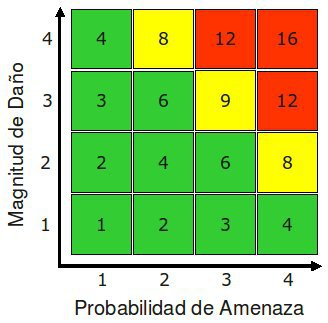 Magnitud de Daño
4 4 8 12 16
3 3 6 9 12
2 2 4 6 8
1 1 2 3 4
1 2 3 4
Probabilidad de Amenaza